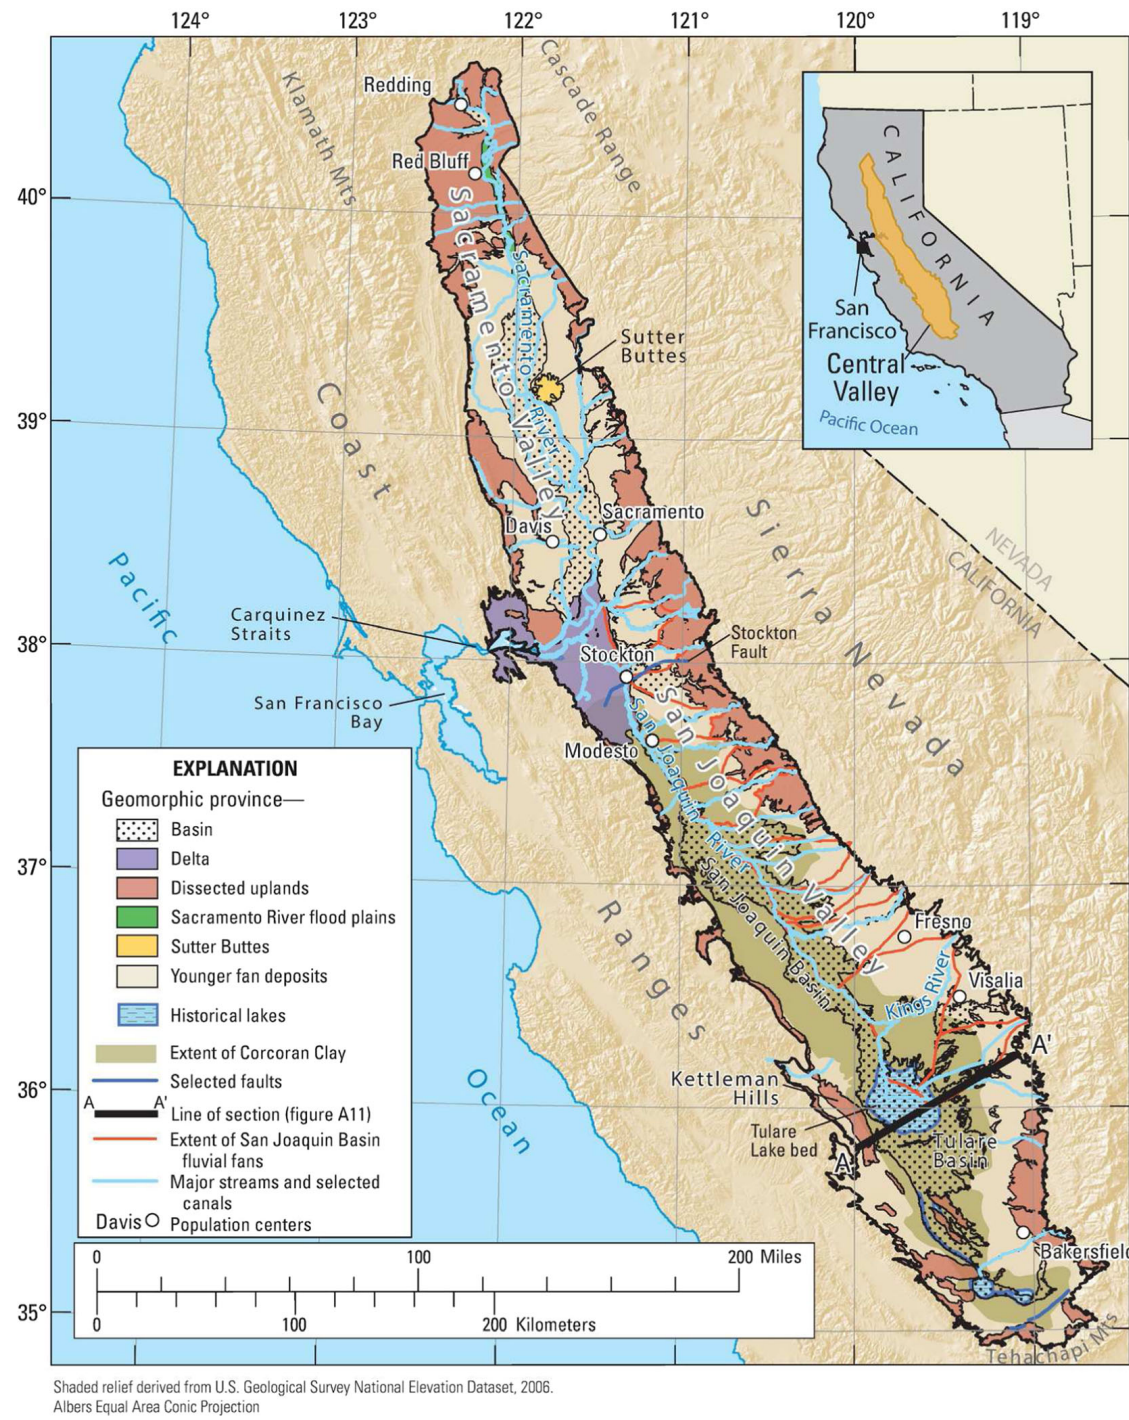 124° 123° 122° 121° 120° 119°
40°
39°
38°
37°
36°
35°
Redding
Red Bluff
Klamath Mts
Cascade Range
Sacramento Valley
Sacramento River
Sutter
Buttes
Coast Ranges
Davis
Sacramento
Sierra Nevada
NEVADA
CALIFORNIA
Pacific Ocean
Carquinez
Straits
San Francisco
Bay
Stockton
Stockton
Fault
Modesto
San Joaquin River
San Joaquin Valley
San Joaquin Basin
Fresno
Kings River
Visalia
A'
Kettleman
Hills
Tulare
Lake bed
A
Tulare
Basin
Bakersfield
Tehachapi Mts
CALIFORNIA
San
Francisco
Central
Valley
Pacific Ocean
EXPLANATION
Geomorphic province—
Basin
Delta
Dissected uplands
Sacramento River flood plains
Sutter Buttes
Younger fan deposits
Historical lakes
Extent of Corcoran Clay
Selected faults
A A' Line of section (figure A11)
Extent of San Joaquin Basin
fluvial fans
Major streams and selected
canals
Davis Population centers
0 100 200 Miles
0 100 200 Kilometers
Shaded relief derived from U.S. Geological Survey National Elevation Dataset, 2006.
Albers Equal Area Conic Projection